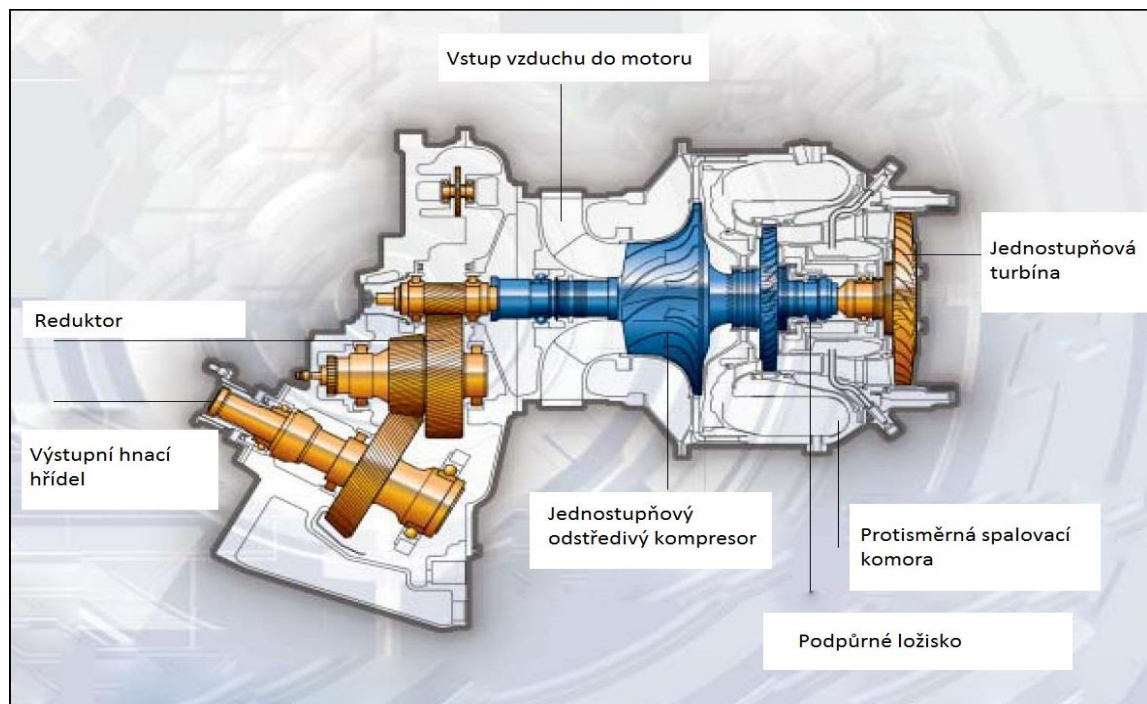 Vstup vzduchu do motoru
Jednostupňová
turbína
Reduktor
Výstupní hnací
hřídel
Jednostupňový
odstředivý kompresor
Protisměrná spalovací
komora
Podpůrné ložisko